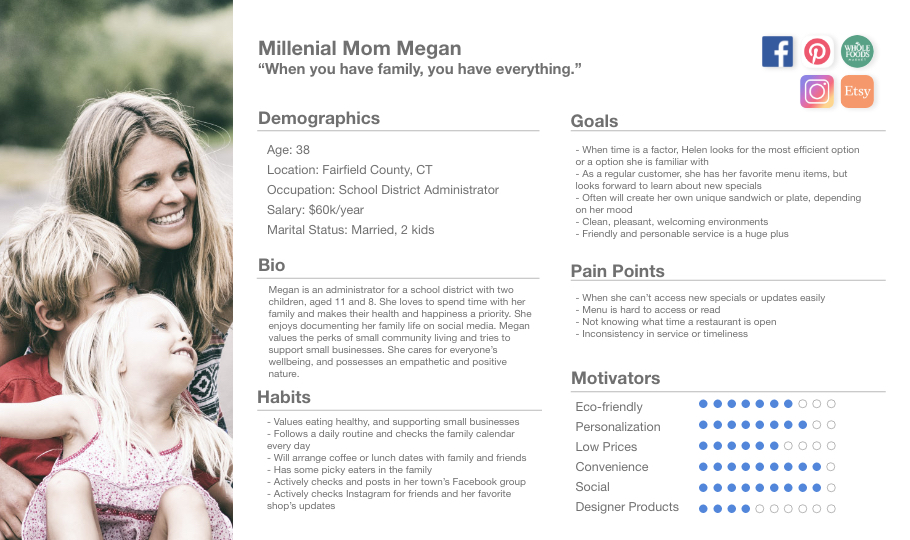 Millenial Mom Megan
“When you have family, you have everything.”
WHOLE
FOODS
MARKET
Etsy
Demographics
Age: 38
Location: Fairfield County, CT
Occupation: School District Administrator
Salary: $60k/year
Marital Status: Married, 2 kids
Bio
Megan is an administrator for a school district with two
children, aged 11 and 8. She loves to spend time with her
family and makes their health and happiness a priority. She
enjoys documenting her family life on social media. Megan
values the perks of small community living and tries to
support small businesses. She cares for everyone’s
wellbeing, and possesses an empathetic and positive
nature.
Habits
- Values eating healthy, and supporting small businesses
- Follows a daily routine and checks the family calendar
every day
- Will arrange coffee or lunch dates with family and friends
- Has some picky eaters in the family
- Actively checks and posts in her town’s Facebook group
- Actively checks Instagram for friends and her favorite
shop’s updates
Goals
- When time is a factor, Helen looks for the most efficient option
or a option she is familiar with
- As a regular customer, she has her favorite menu items, but
looks forward to learn about new specials
- Often will create her own unique sandwich or plate, depending
on her mood
- Clean, pleasant, welcoming environments
- Friendly and personable service is a huge plus
Pain Points
- When she can’t access new specials or updates easily
- Menu is hard to access or read
- Not knowing what time a restaurant is open
- Inconsistency in service or timeliness
Motivators
Eco-friendly
Personalization
Low Prices
Convenience
Social
Designer Products